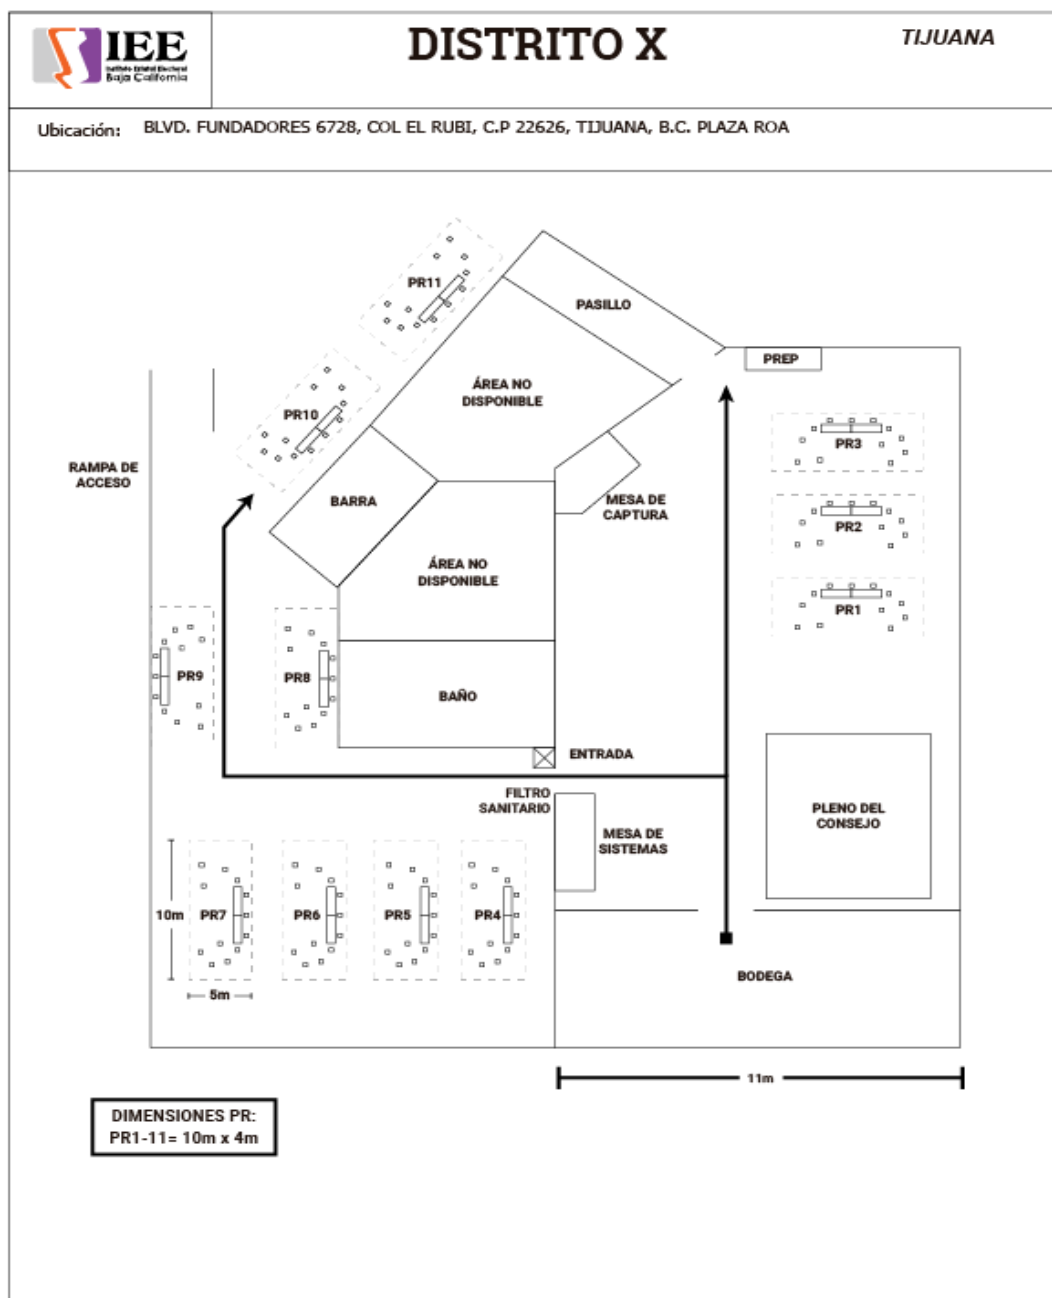 IEE
Instituto Estatal Electoral
Baja California
DISTRITO X
TIJUANA
Ubicación: BLVD. FUNDADORES 6728, COL EL RUBI, C.P 22626, TIJUANA, B.C. PLAZA ROA
PR11
PASILLO
PREP
ÁREA NO
DISPONIBLE
PR10
PR3
RAMPA DE
ACCESO
BARRA
MESA DE
CAPTURA
PR2
ÁREA NO
DISPONIBLE
PR1
PR9
PR8
BAÑO
ENTRADA
FILTRO
SANITARIO
MESA DE
SISTEMAS
PLENO DEL
CONSEJO
10m
PR7
PR6
PR5
PR4
5m
BODEGA
11m
DIMENSIONES PR:
PR1-11= 10m x 4m